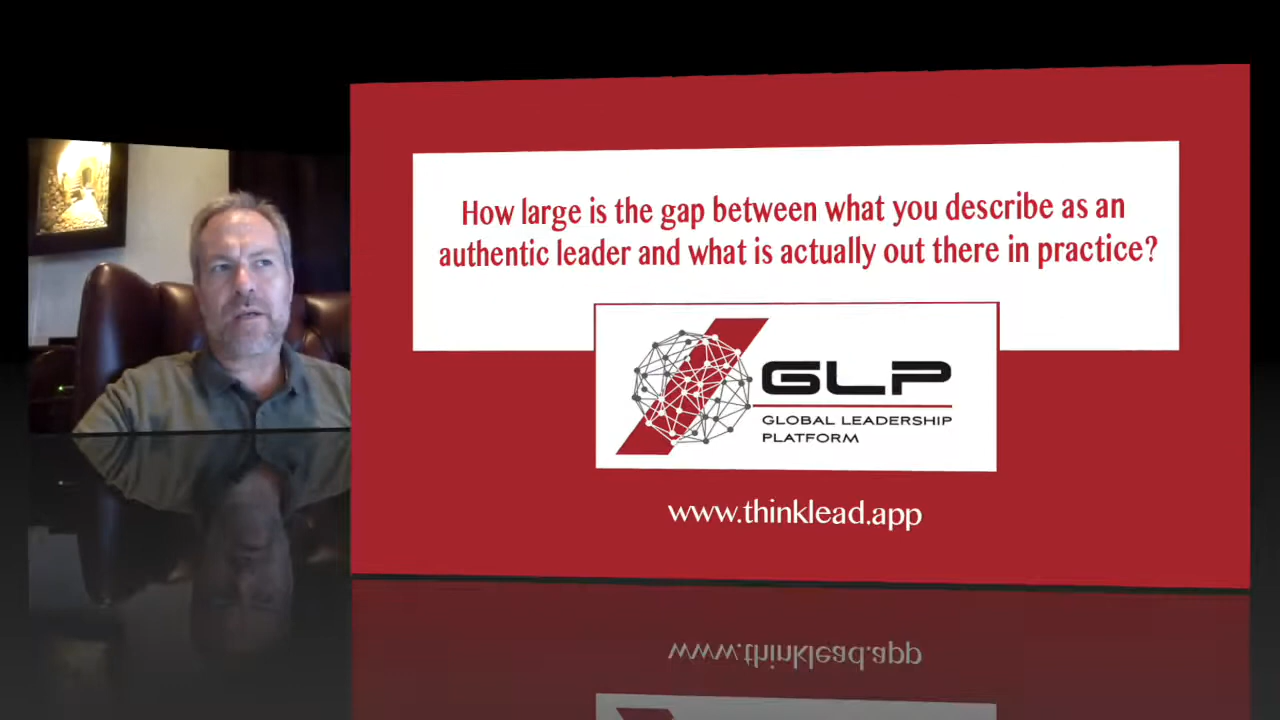 How large is the gap between what you describe as an
authentic leader and what is actually out there in practice?
GLP
GLOBAL LEADERSHIP
PLATFORM
www.thinklead.app
www.thinklead.app